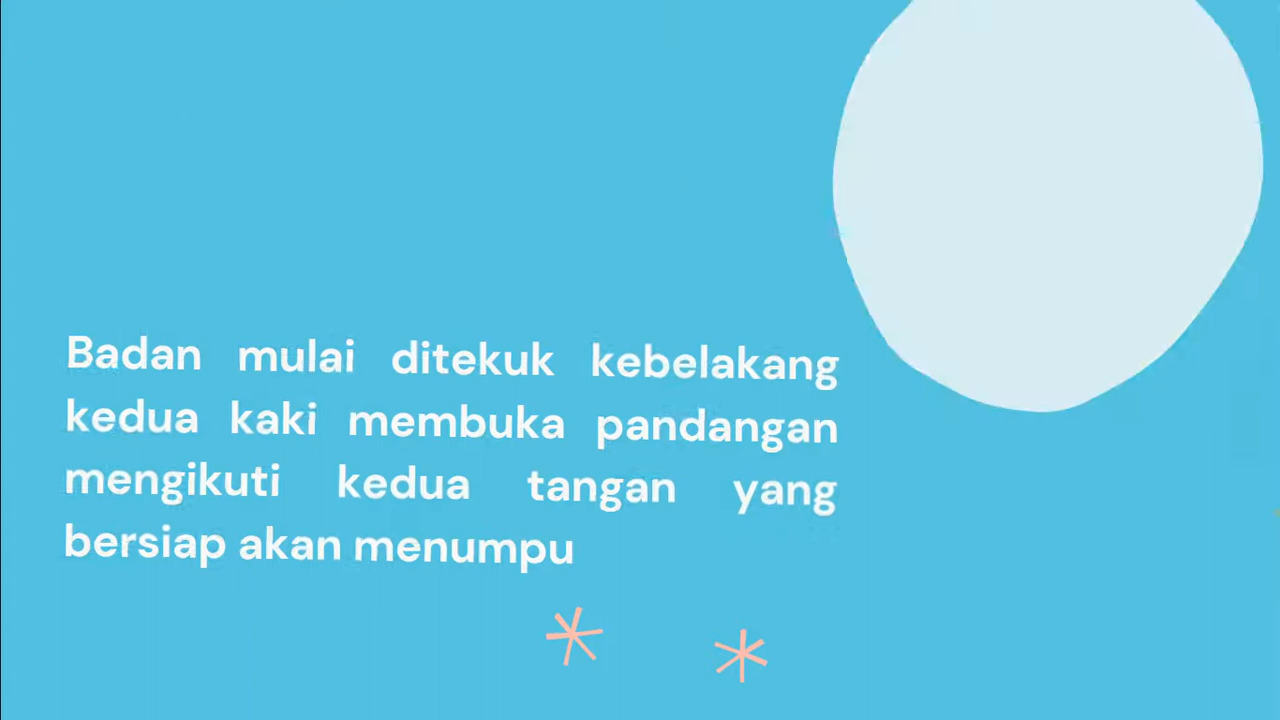 Badan mulai ditekuk kebelakang
kedua kaki membuka pandangan
mengikuti kedua tangan yang
bersiap akan menumpu